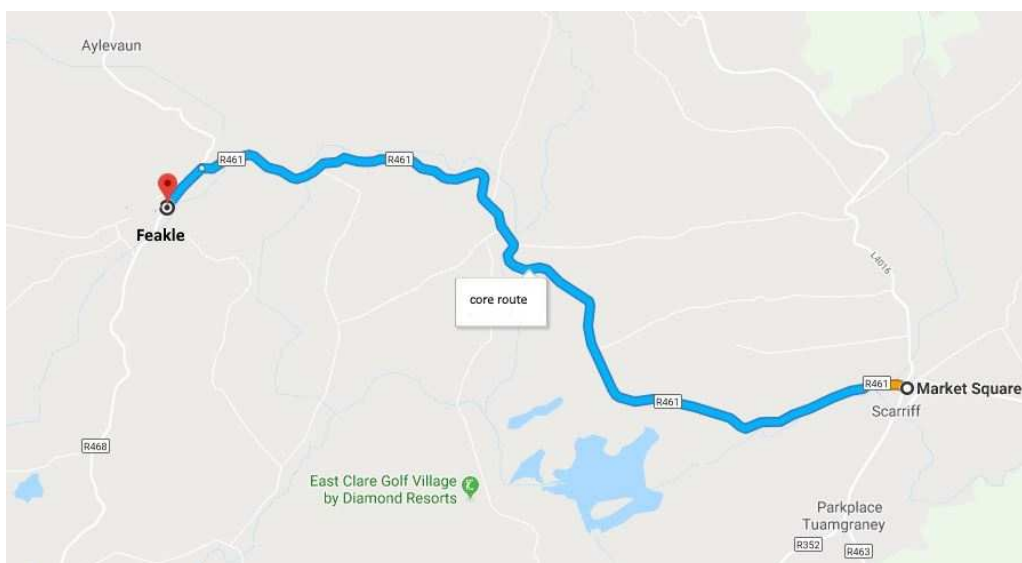 Aylevaun
R461
R461
Feakle
L4016
core route
R461
Market Square
R461
Scarriff
R468
East Clare Golf Village
by Diamond Resorts
Parkplace
Tuamgraney
R352
R463